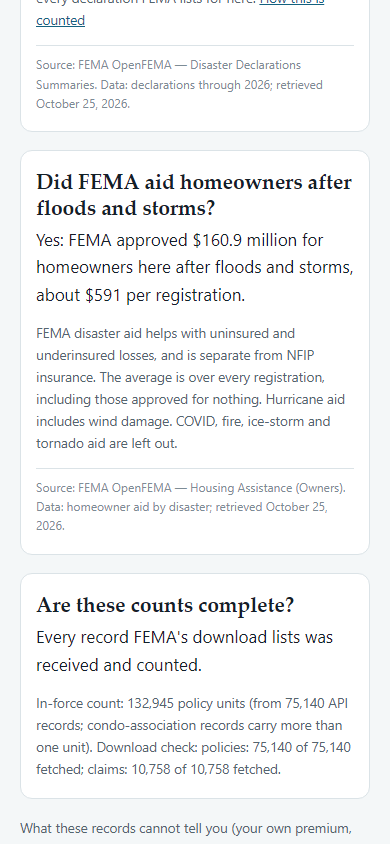 every declaration FEMA lists for here. How this is
counted
Source: FEMA OpenFEMA — Disaster Declarations
Summaries. Data: declarations through 2026; retrieved
October 25, 2026.
Did FEMA aid homeowners after
floods and storms?
Yes: FEMA approved $160.9 million for
homeowners here after floods and storms,
about $591 per registration.
FEMA disaster aid helps with uninsured and
underinsured losses, and is separate from NFIP
insurance. The average is over every registration,
including those approved for nothing. Hurricane aid
includes wind damage. COVID, fire, ice-storm and
tornado aid are left out.
Source: FEMA OpenFEMA — Housing Assistance (Owners).
Data: homeowner aid by disaster; retrieved October 25,
2026.
Are these counts complete?
Every record FEMA's download lists was
received and counted.
In-force count: 132,945 policy units (from 75,140 API
records; condo-association records carry more than
one unit). Download check: policies: 75,140 of 75,140
fetched; claims: 10,758 of 10,758 fetched.
What these records cannot tell you (your own premium,